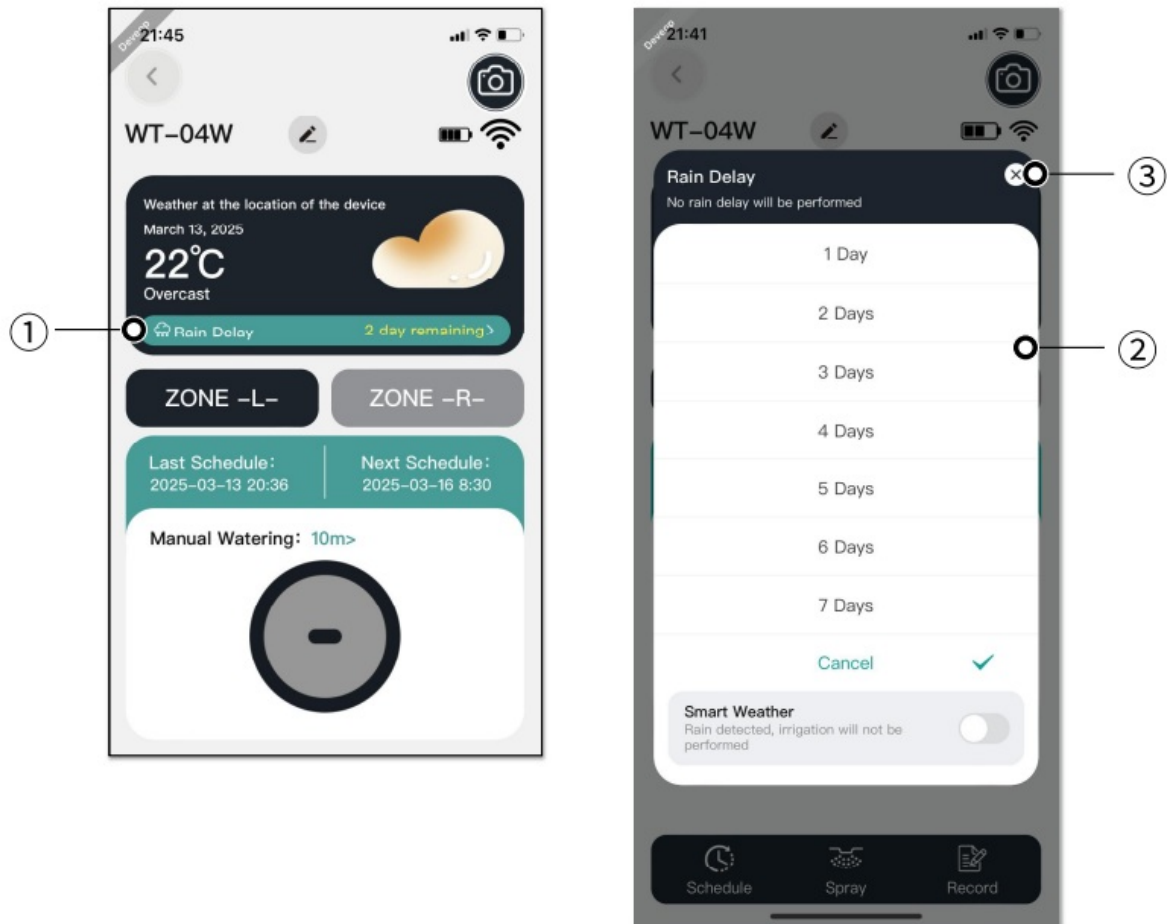 Develop
21:45
WT-04W
Weather at the location of the device
March 13, 2025
22℃
Overcast
Rain Delay
2 day remaining>
①
ZONE -L-
ZONE -R-
Last Schedule:
2025-03-13 20:36
Next Schedule:
2025-03-16 8:30
Manual Watering: 10m>
21:41
WT-04W
Rain Delay
No rain delay will be performed
③
1 Day
2 Days
②
3 Days
4 Days
5 Days
6 Days
7 Days
Cancel
Smart Weather
Rain detected, irrigation will not be
performed
Schedule
Spray
Record